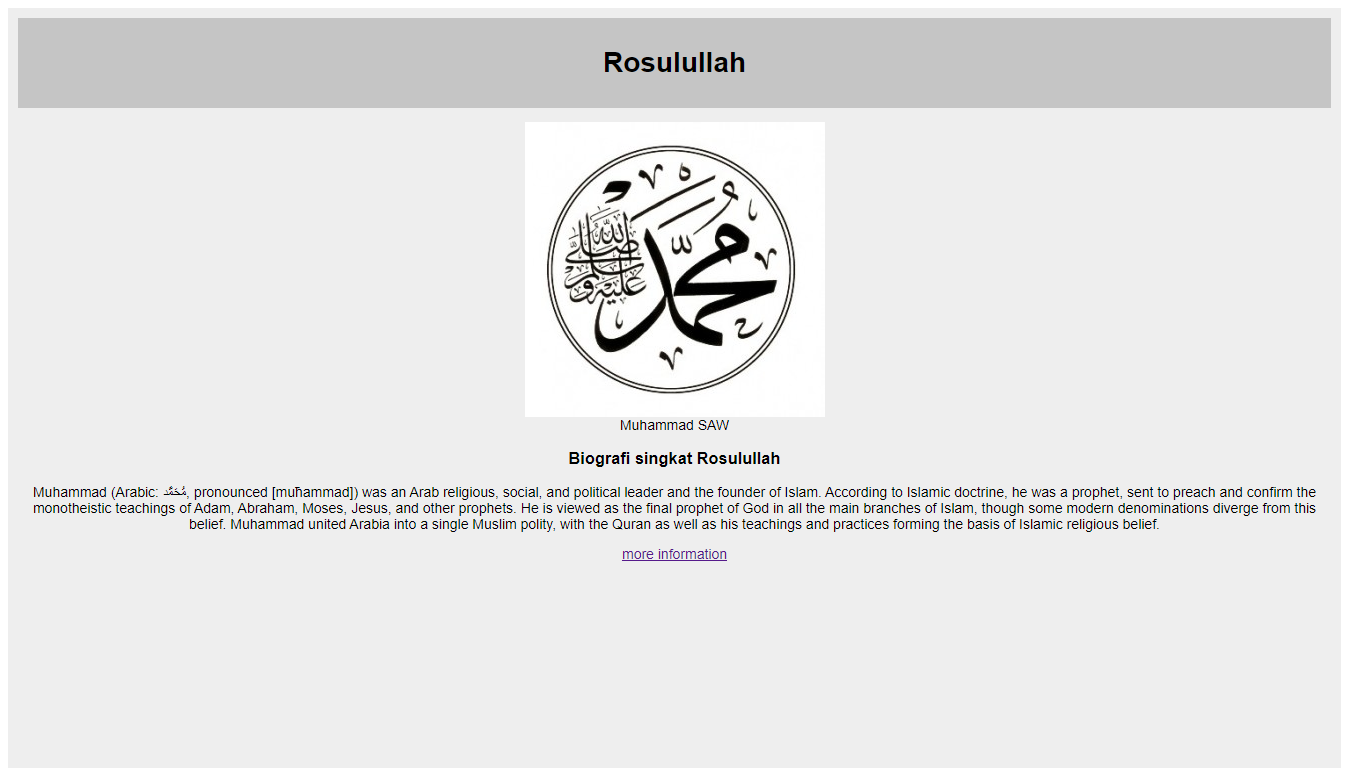 Rosulullah
محمد صلى الله عليه وسلم
Muhammad SAW
Biografi singkat Rosulullah
Muhammad (Arabic: مُحَمَّد, pronounced [muħammad]) was an Arab religious, social, and political leader and the founder of Islam. According to Islamic doctrine, he was a prophet, sent to preach and confirm the
monotheistic teachings of Adam, Abraham, Moses, Jesus, and other prophets. He is viewed as the final prophet of God in all the main branches of Islam, though some modern denominations diverge from this
belief. Muhammad united Arabia into a single Muslim polity, with the Quran as well as his teachings and practices forming the basis of Islamic religious belief.
more information